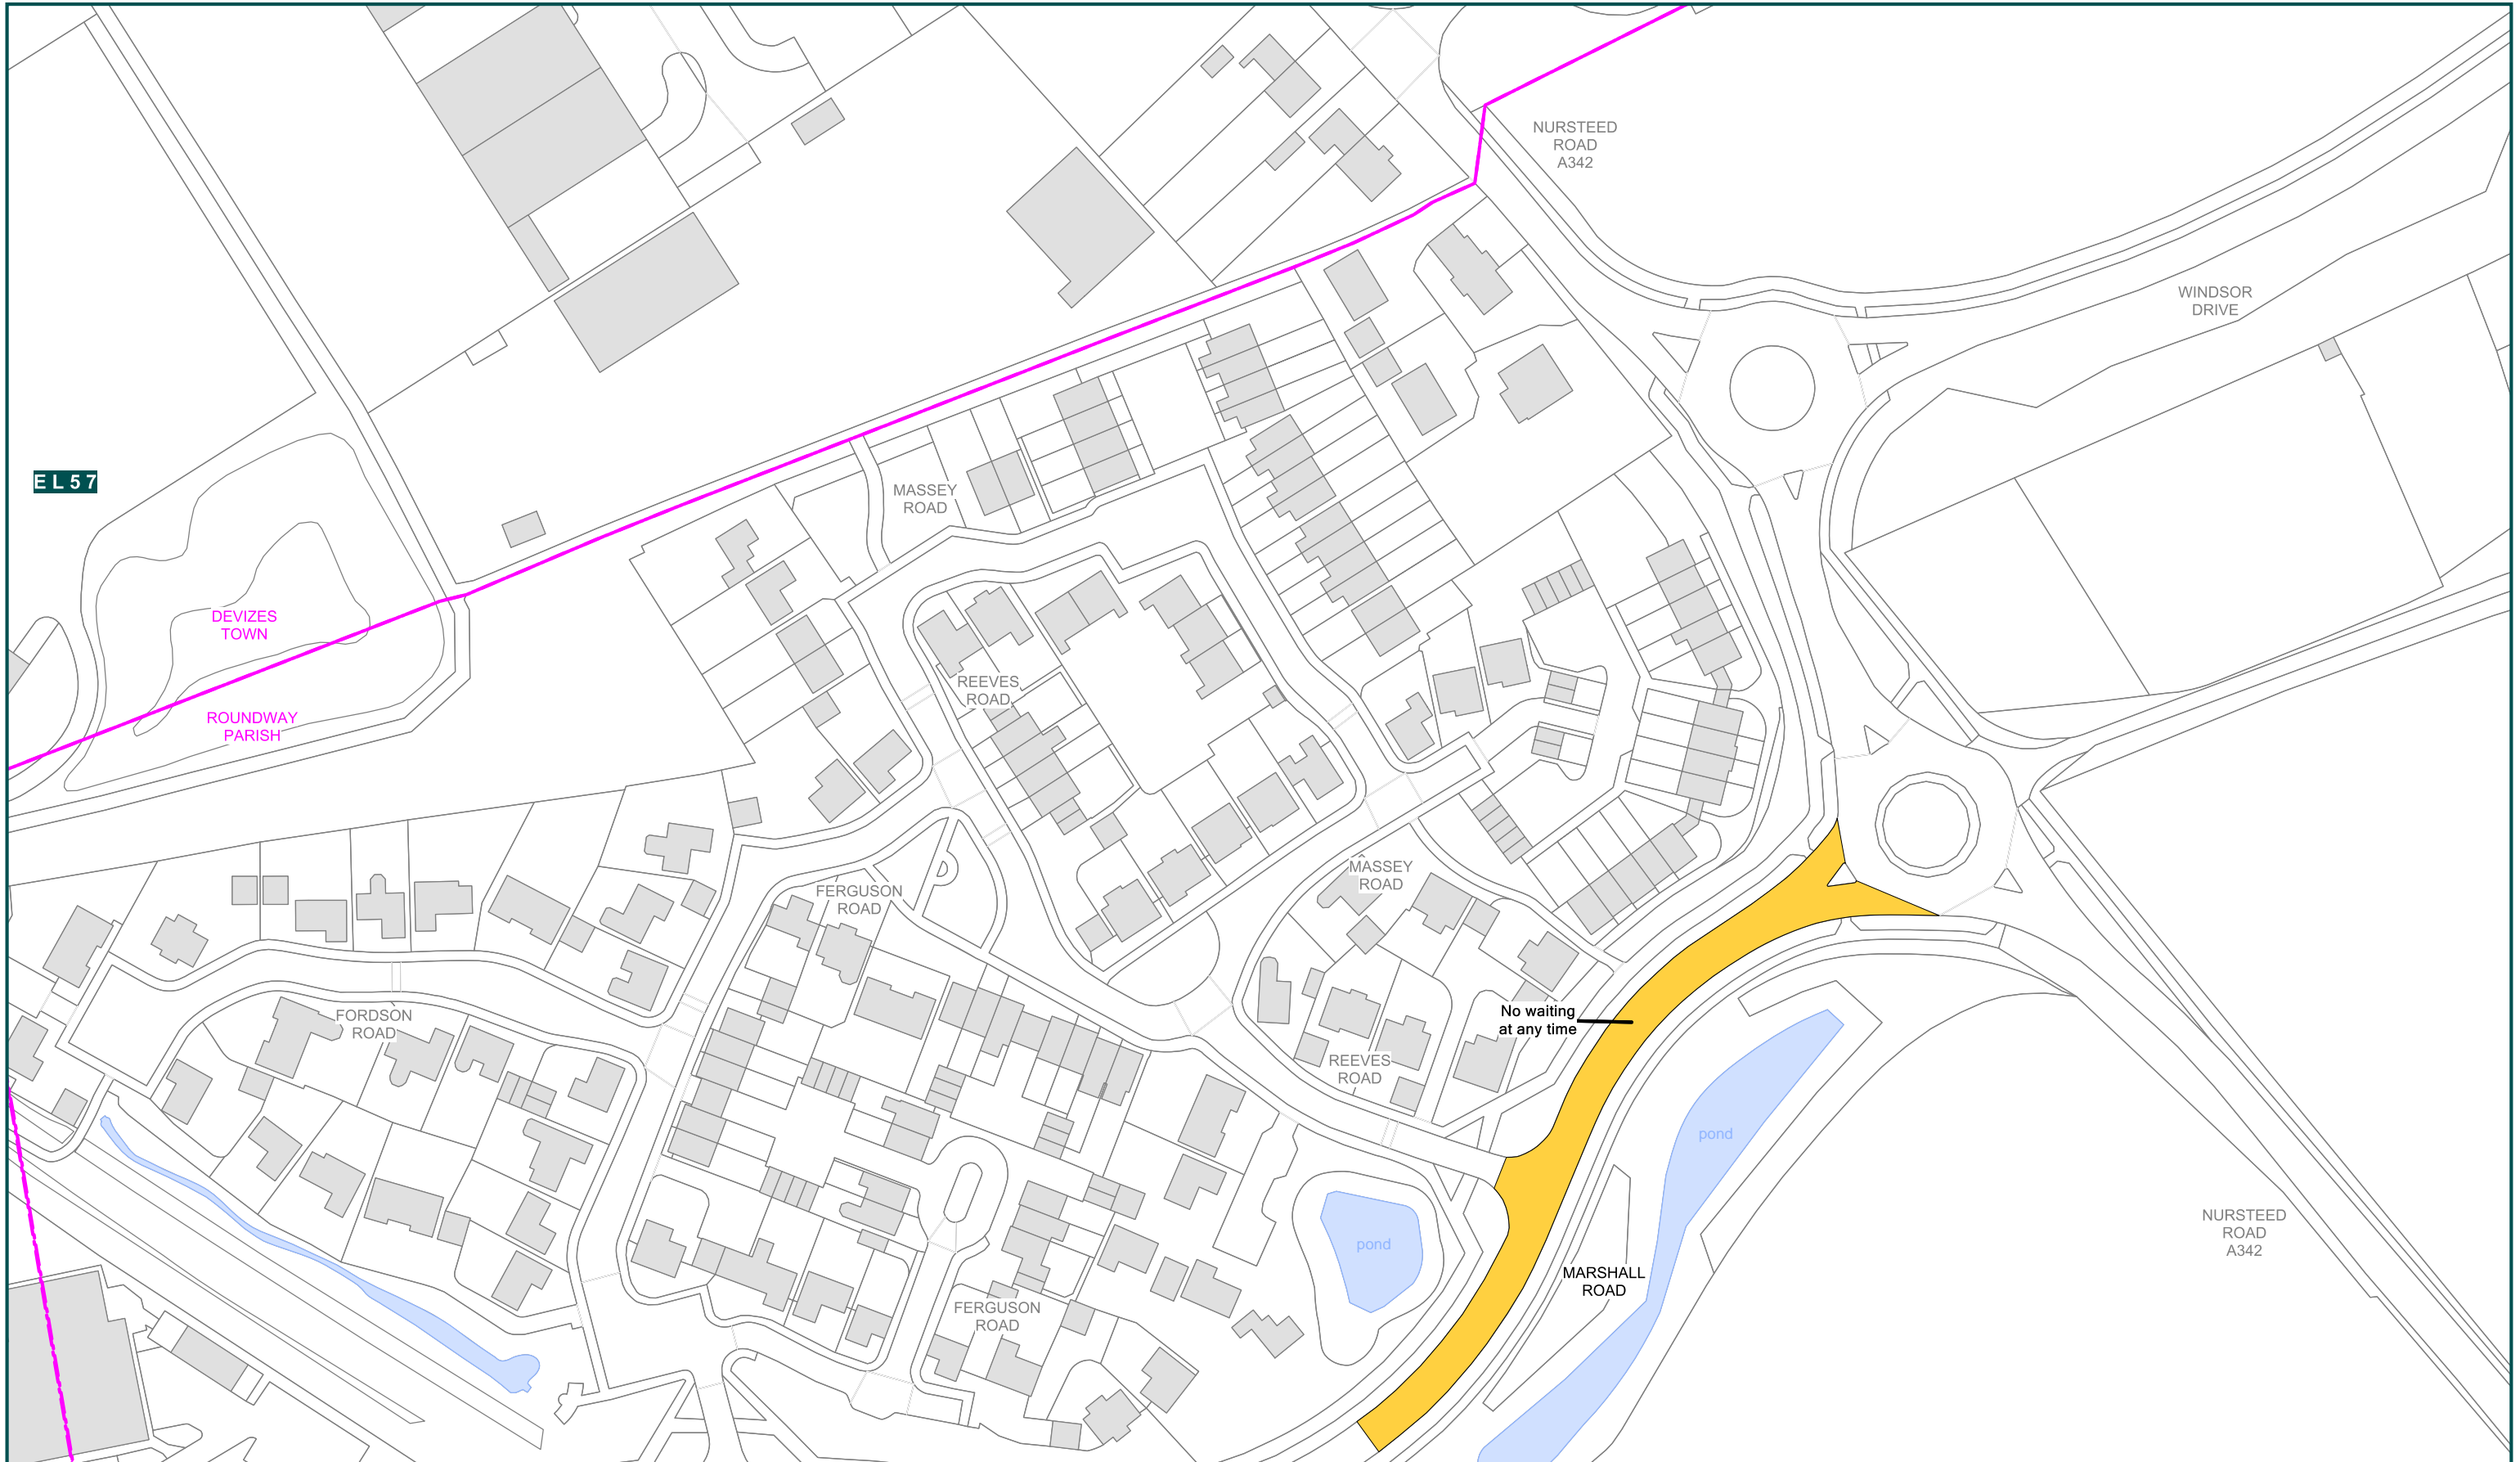 NURSTEED
ROAD
A342
WINDSOR
DRIVE
E L 5 7
MASSEY
ROAD
DEVIZES
TOWN
ROUNDWAY
PARISH
REEVES
ROAD
MASSEY
ROAD
FERGUSON
ROAD
FORDSON
ROAD
No waiting
at any time
REEVES
ROAD
pond
pond
NURSTEED
ROAD
A342
MARSHALL
ROAD
FERGUSON
ROAD